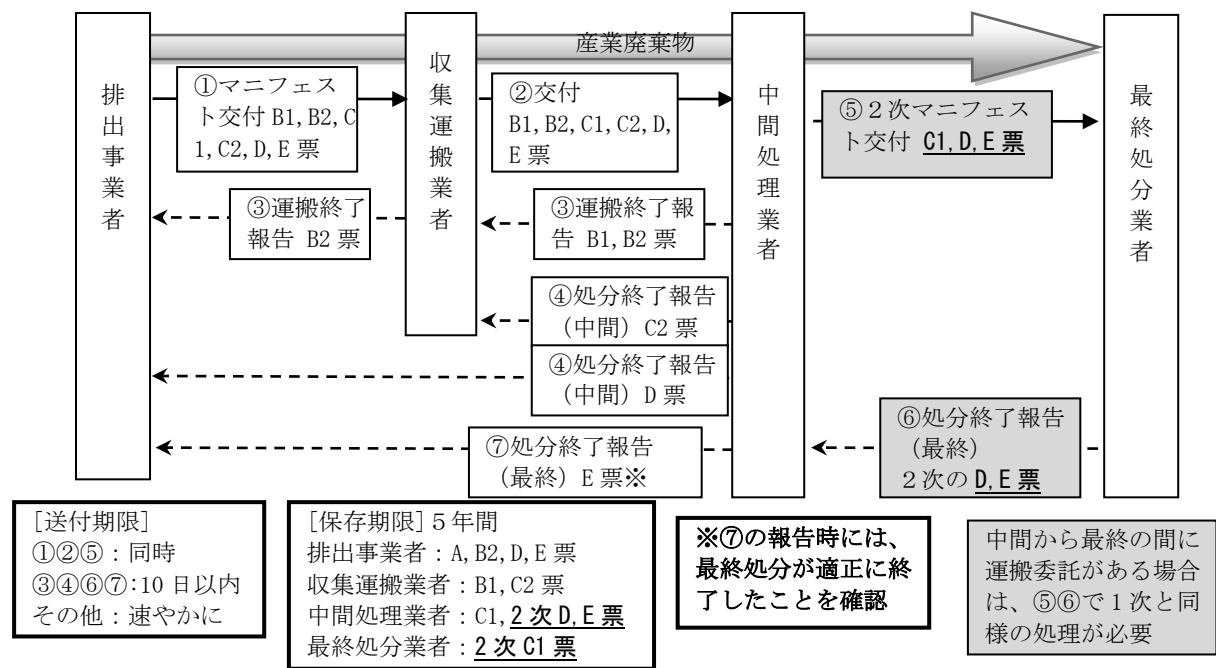 産業廃棄物
排出事業者
収集運搬業者
中間処理業者
最終処分業者
①マニフェス
ト交付 B1, B2, C
1, C2, D, E 票
②交付
B1, B2, C1, C2, D,
E 票
⑤２次マニフェス
ト交付 C1, D, E 票
③運搬終了
報告 B2 票
③運搬終了報
告 B1, B2 票
④処分終了報告
（中間）C2 票
④処分終了報告
（中間）D 票
⑥処分終了報告
（最終）
２次の D, E 票
⑦処分終了報告
（最終）E 票※
[送付期限]
①②⑤：同時
③④⑥⑦:10 日以内
その他：速やかに
[保存期限]５年間
排出事業者：A, B2, D, E 票
収集運搬業者：B1, C2 票
中間処理業者：C1, 2 次 D, E 票
最終処分業者：2 次 C1 票
※⑦の報告時には、
最終処分が適正に終
了したことを確認
中間から最終の間に
運搬委託がある場合
は、⑤⑥で１次と同
様の処理が必要